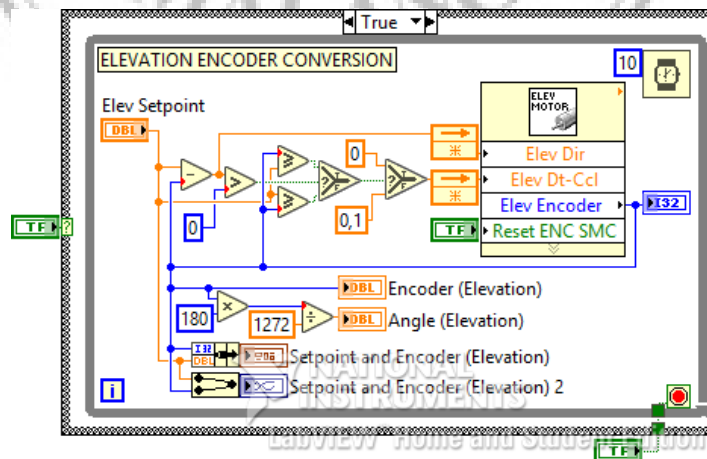 True
ELEVATION ENCODER CONVERSION
10
Elev Setpoint
DBL
ELEV
MOTOR
0
Elev Dir
Elev Dt-Ccl
0
0,1
Elev Encoder
I32
TF
TF
Reset ENC SMC
DBL
Encoder (Elevation)
180
1272
DBL
Angle (Elevation)
I32
DBL
Setpoint and Encoder (Elevation)
Setpoint and Encoder (Elevation) 2
i
NATIONAL
INSTRUMENTS
LabVIEW™ Home and Student Edition
TF